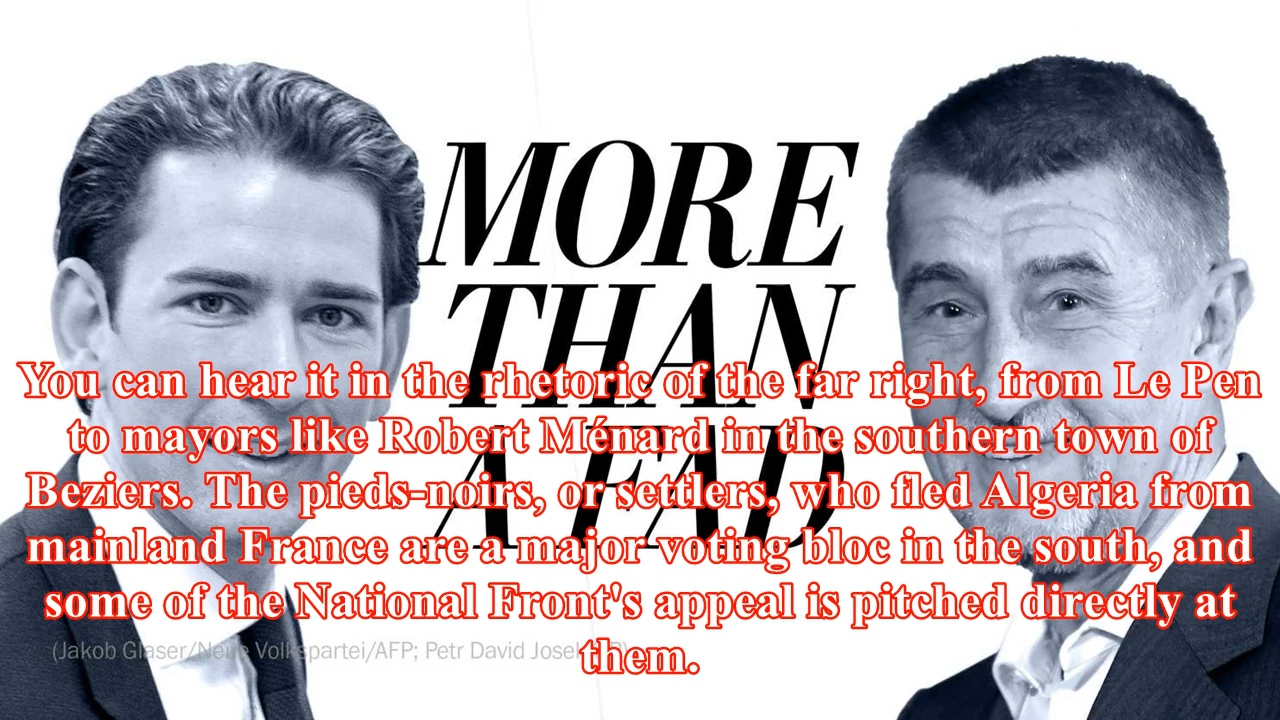 MORE
THAN
A FAD
You can hear it in the rhetoric of the far right, from Le Pen
to mayors like Robert Ménard in the southern town of
Beziers. The pieds-noirs, or settlers, who fled Algeria from
mainland France are a major voting bloc in the south, and
some of the National Front's appeal is pitched directly at
them.
(Jakob Glaser/Neue Volkspartei/AFP; Petr David Josek